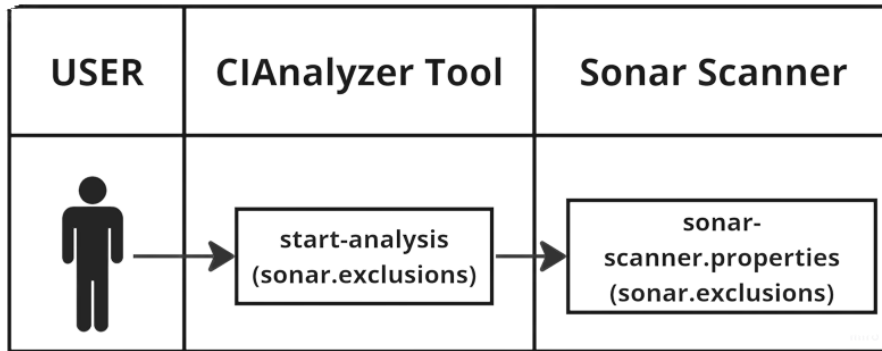 USER
CIAnalyzer Tool
Sonar Scanner
start-analysis
(sonar.exclusions)
sonar-
scanner.properties
(sonar.exclusions)